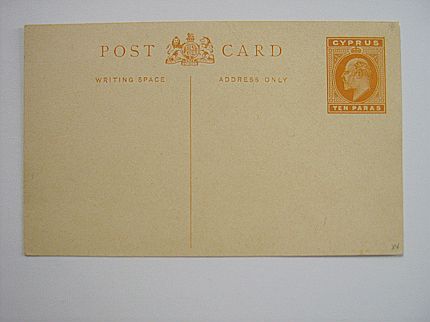 POST CARD
WRITING SPACE
ADDRESS ONLY
CYPRUS
TEN PARAS